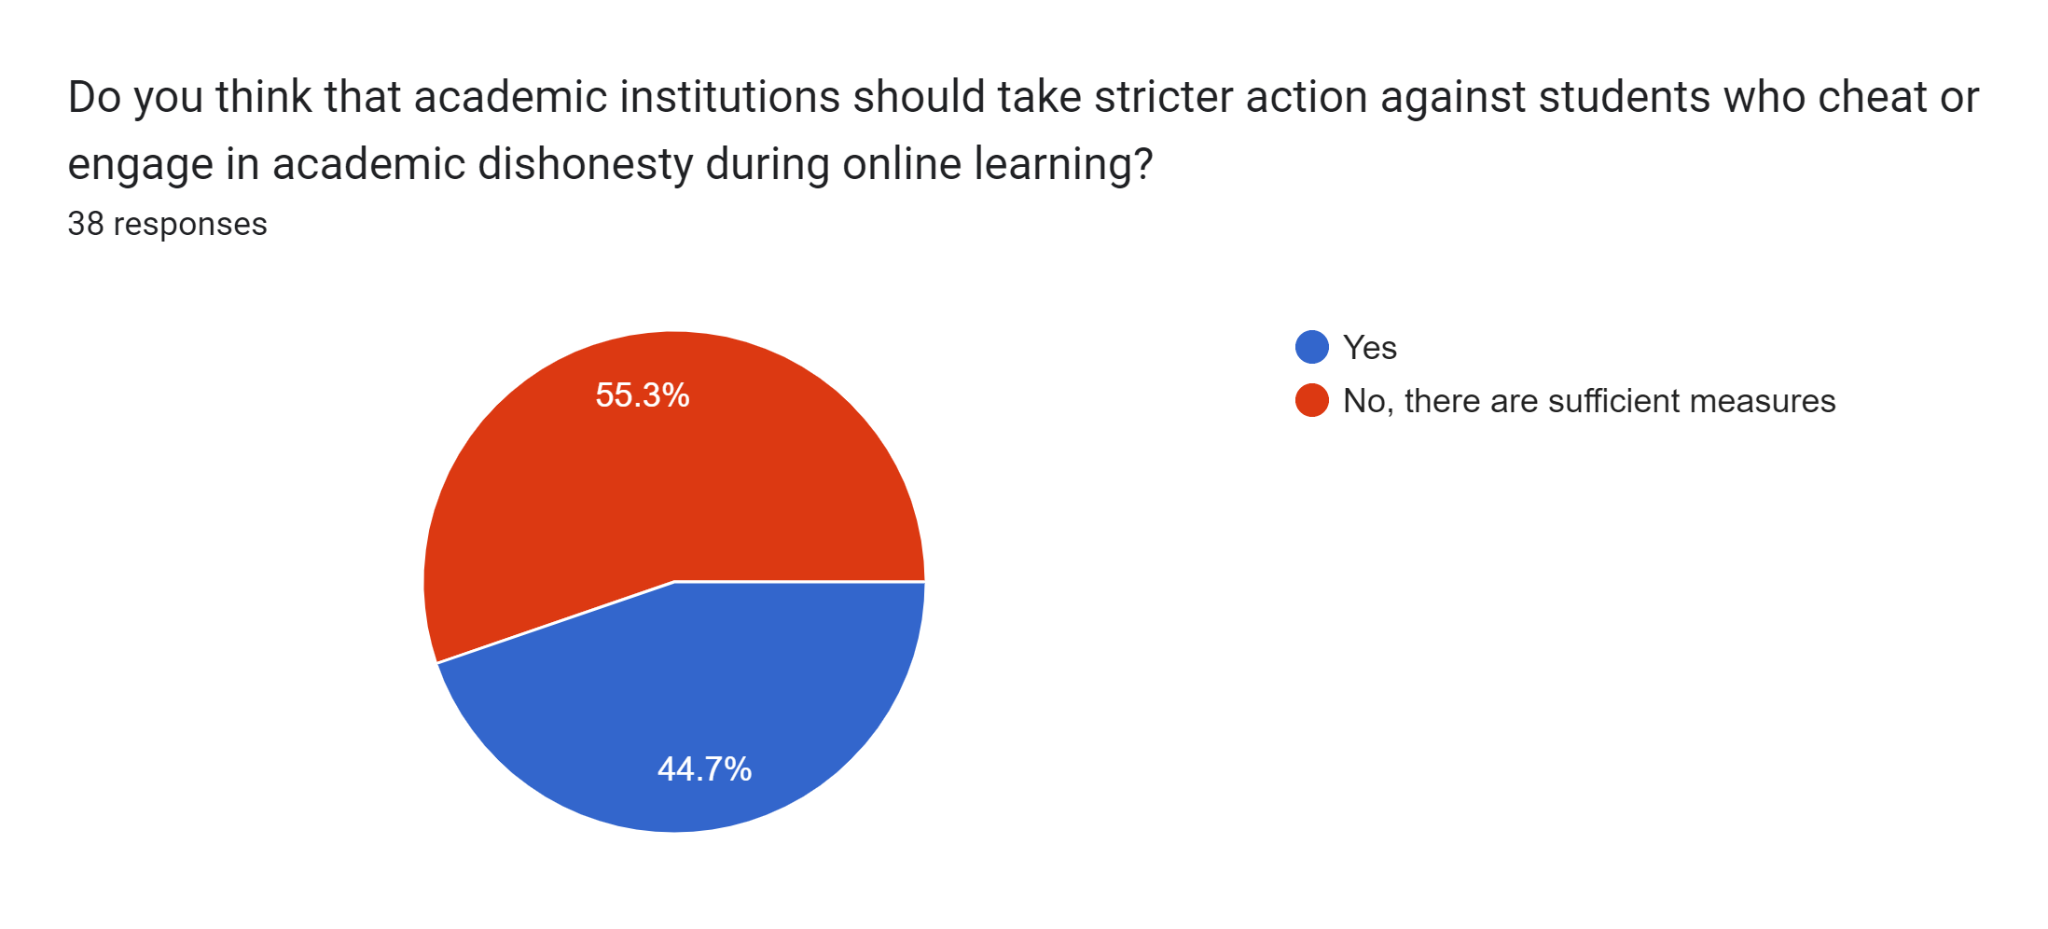 Do you think that academic institutions should take stricter action against students who cheat or
engage in academic dishonesty during online learning?
38 responses
Yes
No, there are sufficient measures
55.3%
44.7%